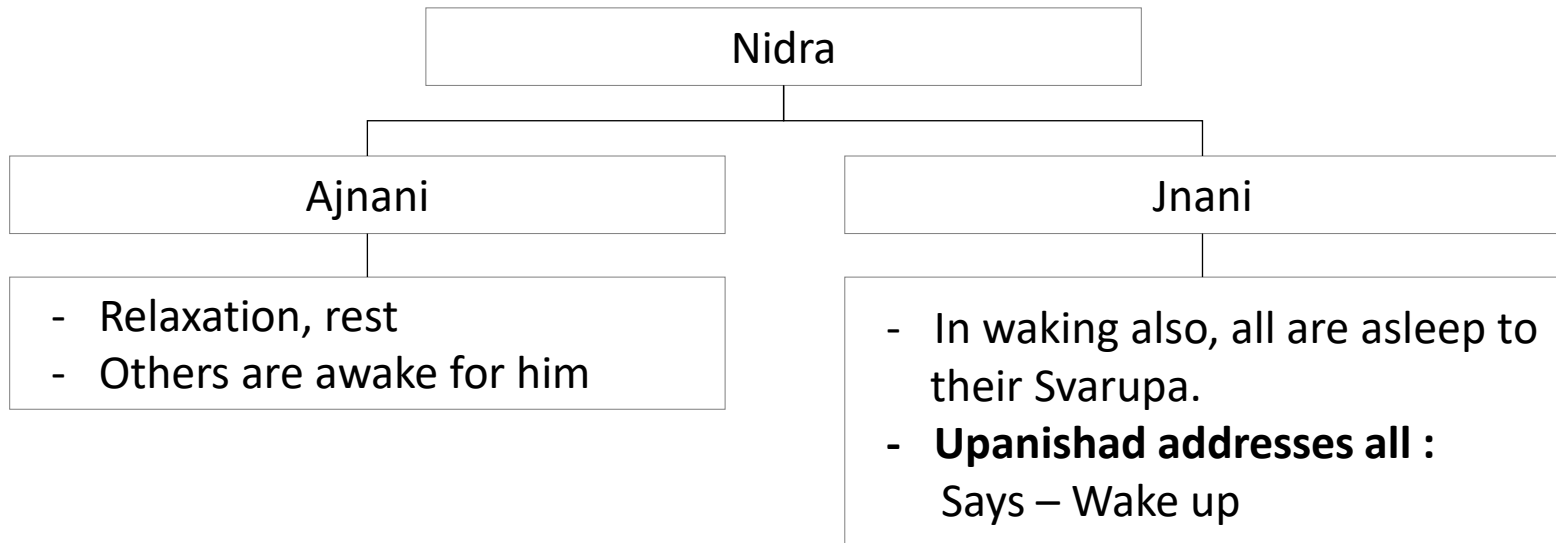 Nidra
Ajnani
Jnani
- Relaxation, rest
- Others are awake for him
- In waking also, all are asleep to
their Svarupa.
- Upanishad addresses all :
Says – Wake up